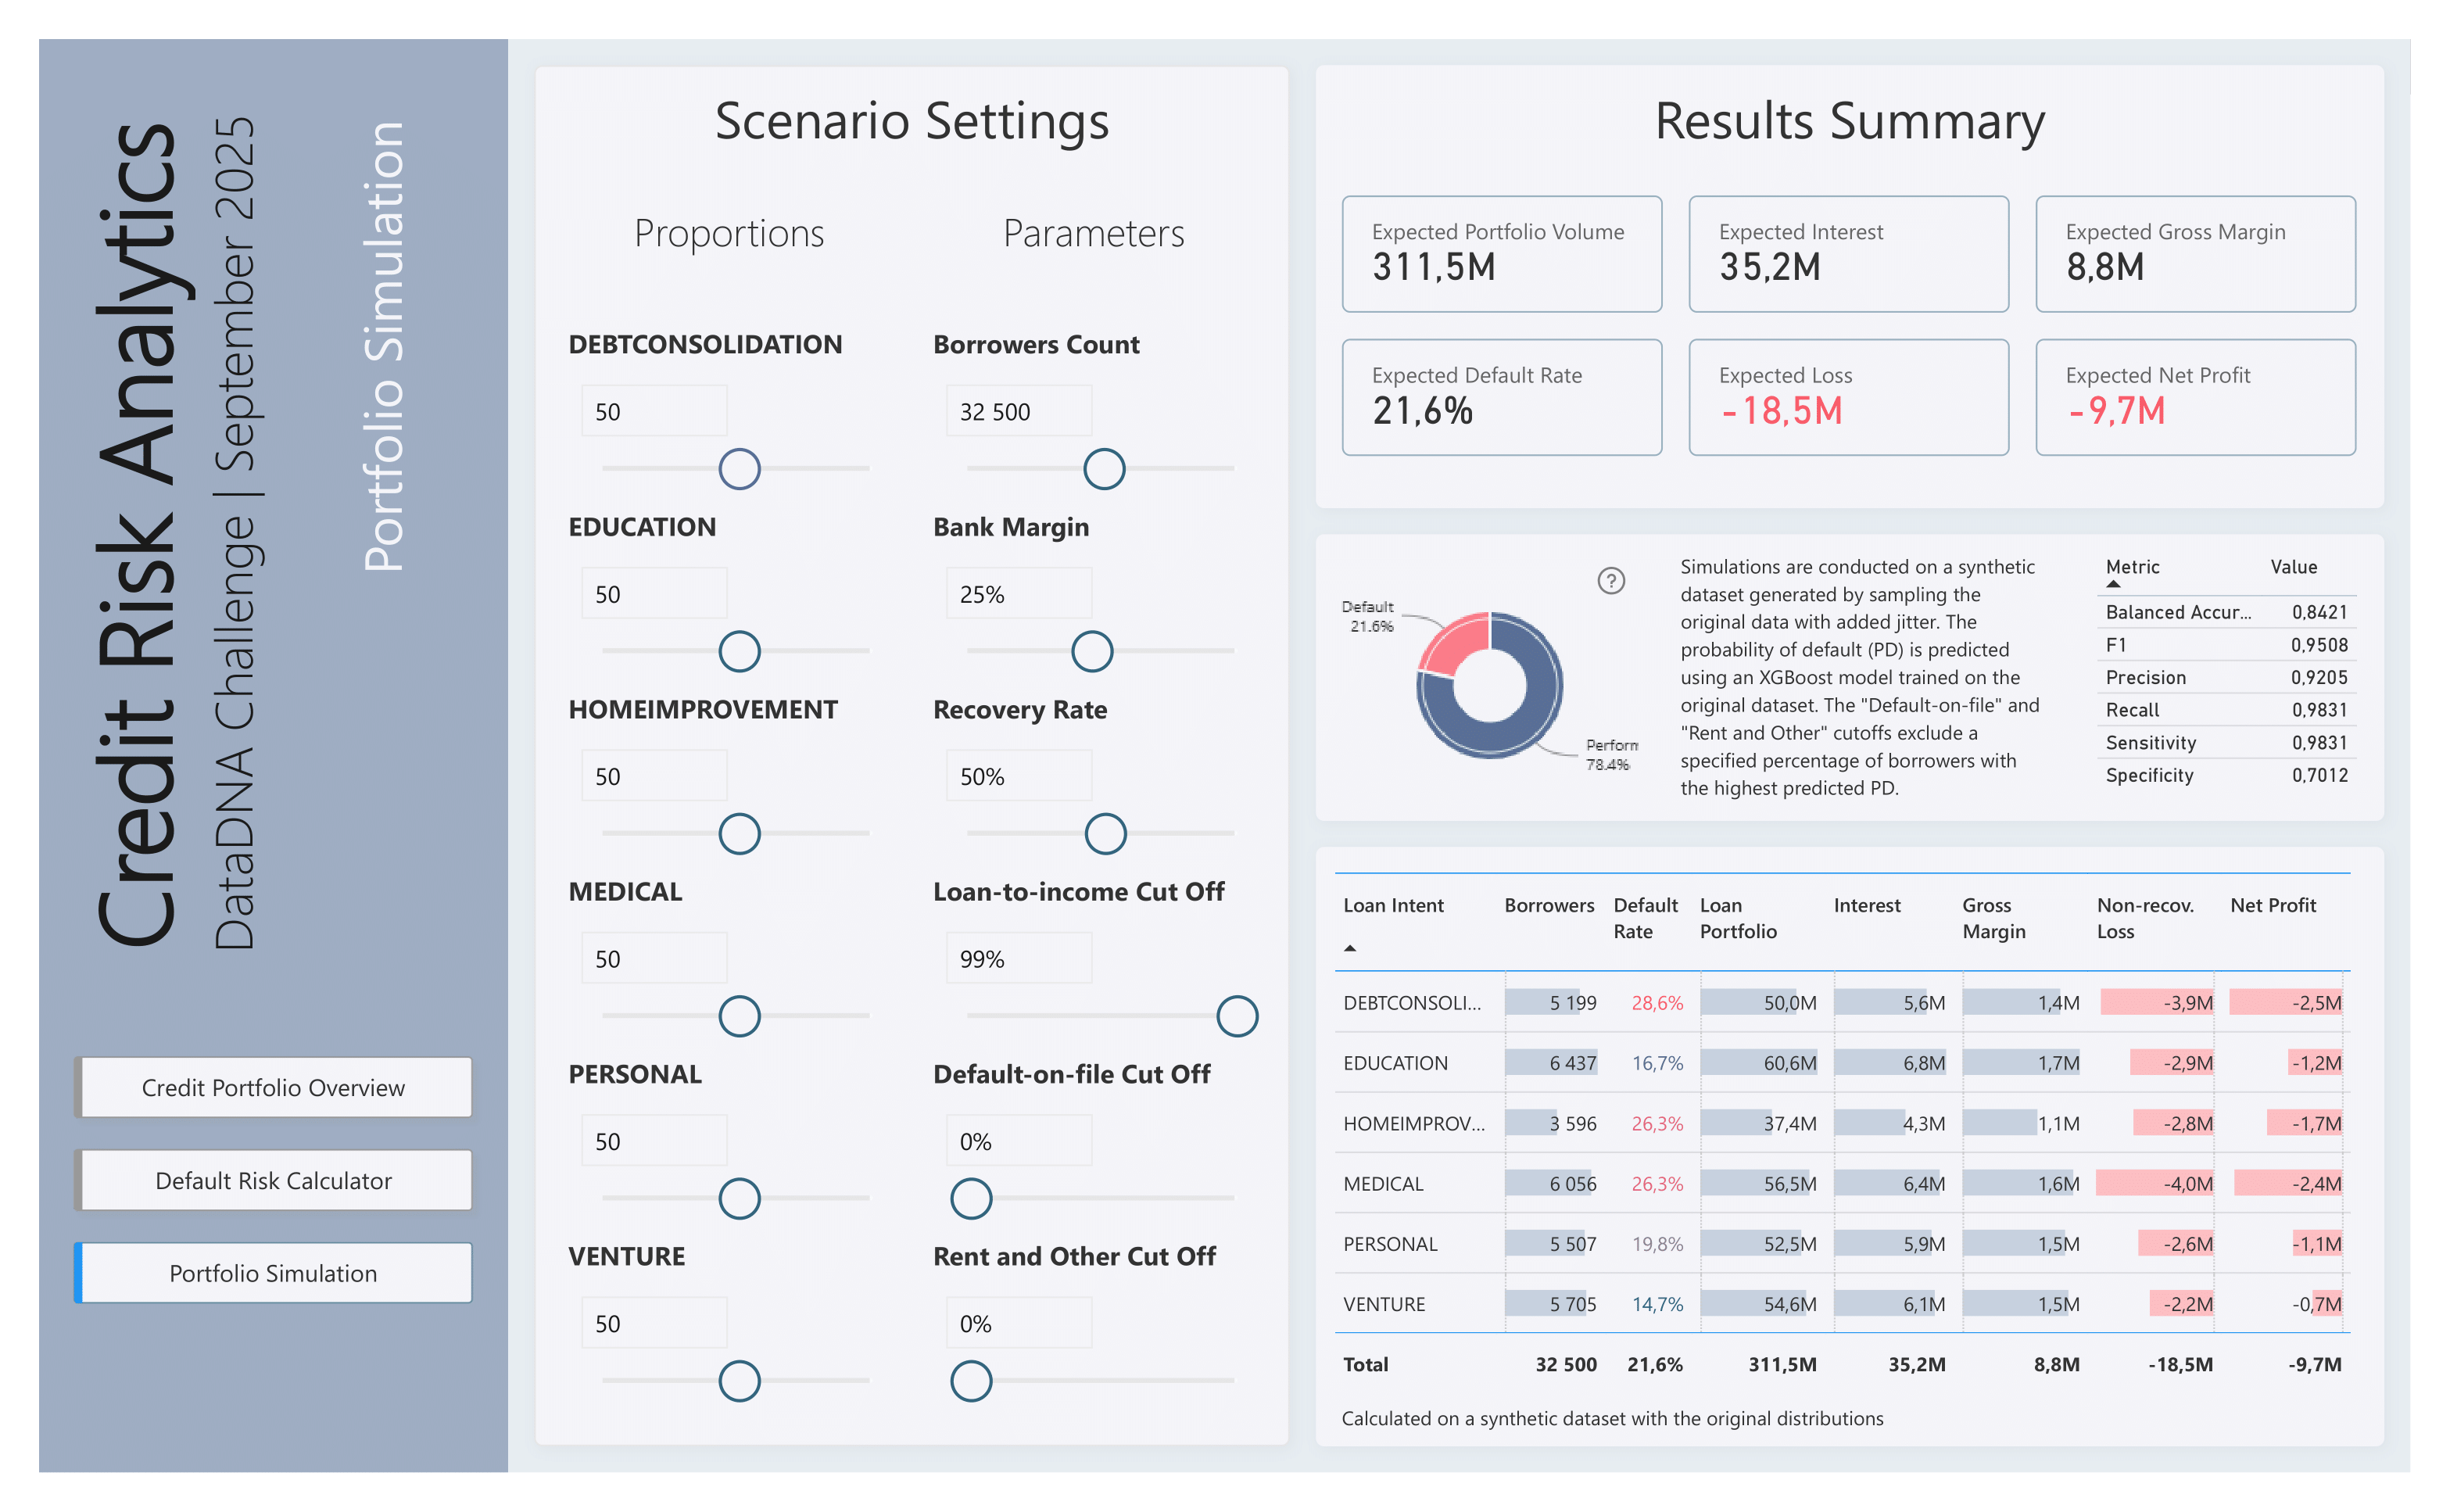 Credit Risk Analytics
DataDNA Challenge | September 2025
Portfolio Simulation
Credit Portfolio Overview
Default Risk Calculator
Portfolio Simulation
Scenario Settings
Proportions
Parameters
DEBTCONSOLIDATION
50
EDUCATION
50
HOMEIMPROVEMENT
50
MEDICAL
50
PERSONAL
50
VENTURE
50
Borrowers Count
32 500
Bank Margin
25%
Recovery Rate
50%
Loan-to-income Cut Off
99%
Default-on-file Cut Off
0%
Rent and Other Cut Off
0%
Results Summary
Expected Portfolio Volume
311,5M
Expected Interest
35,2M
Expected Gross Margin
8,8M
Expected Default Rate
21,6%
Expected Loss
-18,5M
Expected Net Profit
-9,7M
Default
21.6%
Perform
78.4%
?
Simulations are conducted on a synthetic
dataset generated by sampling the
original data with added jitter. The
probability of default (PD) is predicted
using an XGBoost model trained on the
original dataset. The "Default-on-file" and
"Rent and Other" cutoffs exclude a
specified percentage of borrowers with
the highest predicted PD.
Metric Value
Balanced Accur... 0,8421
F1 0,9508
Precision 0,9205
Recall 0,9831
Sensitivity 0,9831
Specificity 0,7012
Loan Intent Borrowers Default Rate Loan Portfolio Interest Gross Margin Non-recov. Loss Net Profit
DEBTCONSOLI... 5 199 28,6% 50,0M 5,6M 1,4M -3,9M -2,5M
EDUCATION 6 437 16,7% 60,6M 6,8M 1,7M -2,9M -1,2M
HOMEIMPROV... 3 596 26,3% 37,4M 4,3M 1,1M -2,8M -1,7M
MEDICAL 6 056 26,3% 56,5M 6,4M 1,6M -4,0M -2,4M
PERSONAL 5 507 19,8% 52,5M 5,9M 1,5M -2,6M -1,1M
VENTURE 5 705 14,7% 54,6M 6,1M 1,5M -2,2M -0,7M
Total 32 500 21,6% 311,5M 35,2M 8,8M -18,5M -9,7M
Calculated on a synthetic dataset with the original distributions